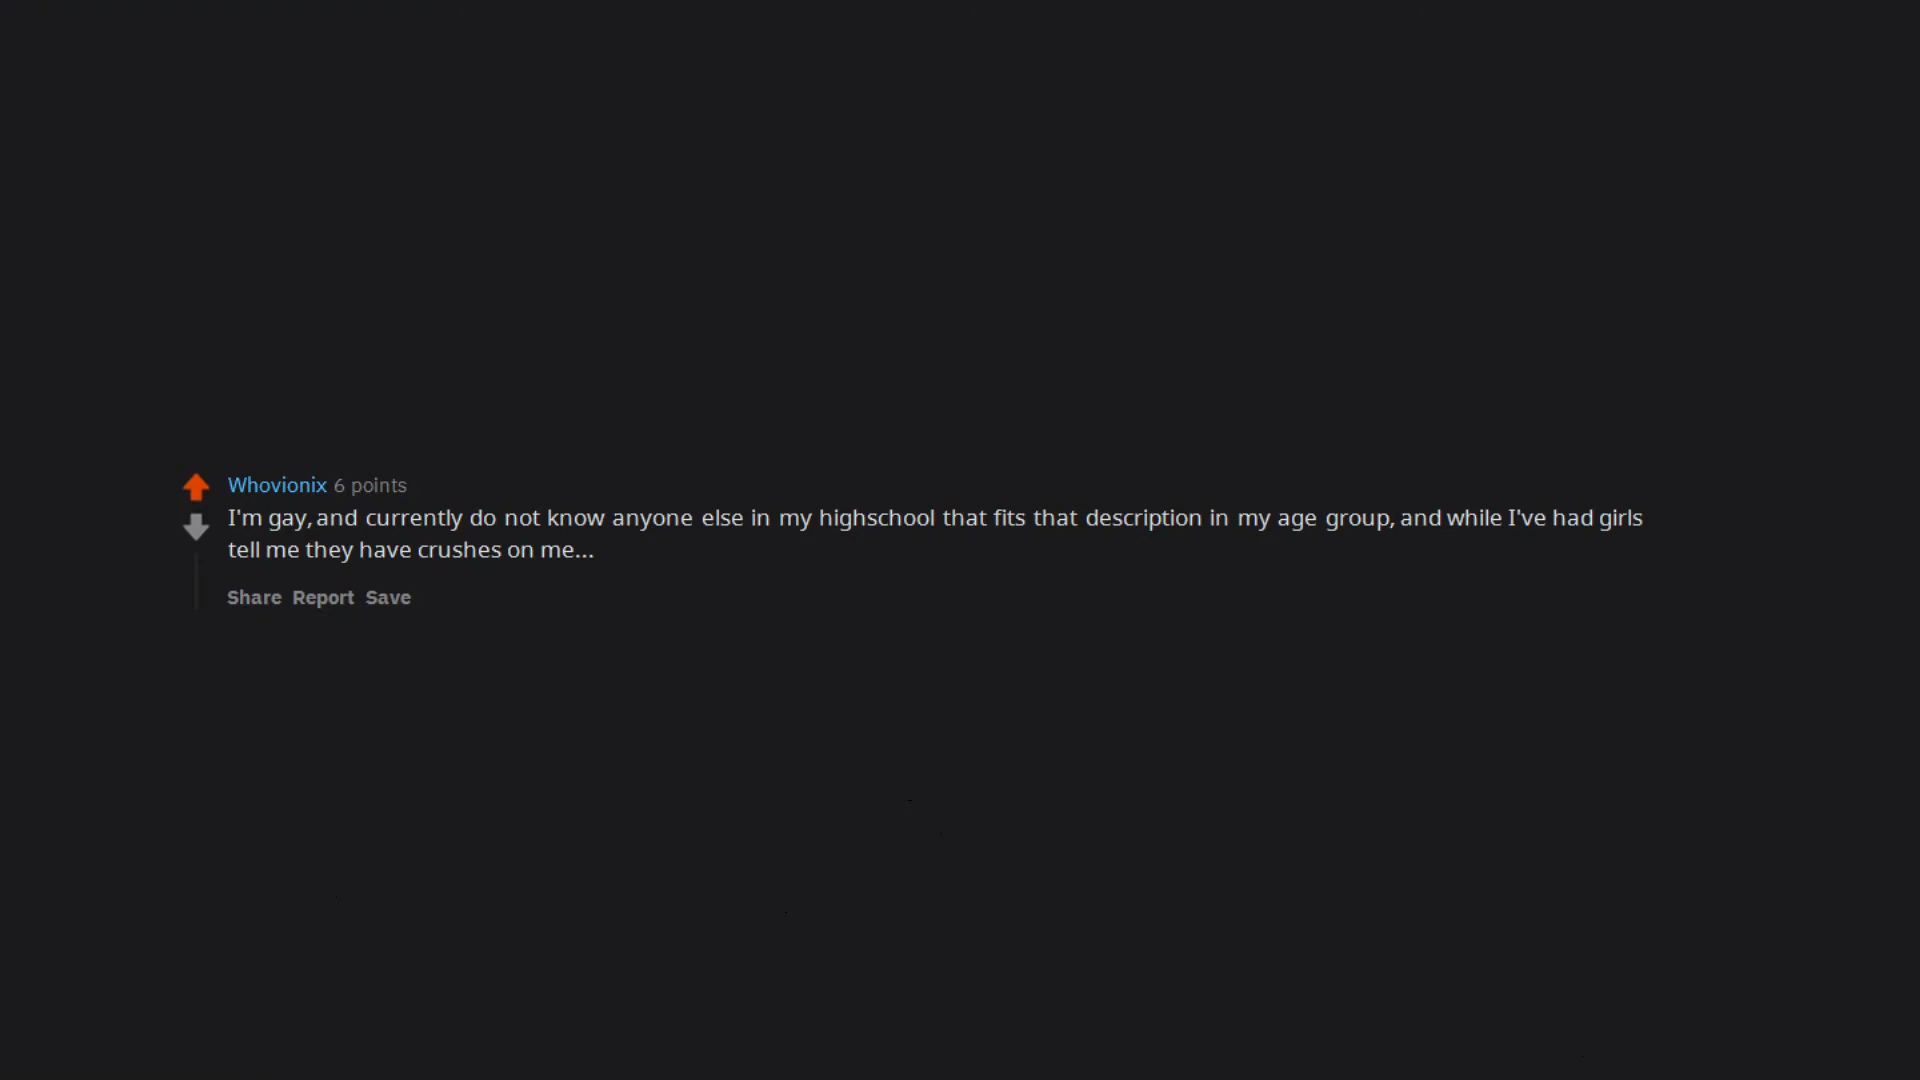 Whovionix 6 points
I'm gay, and currently do not know anyone else in my highschool that fits that description in my age group, and while I've had girls
tell me they have crushes on me...
Share Report Save